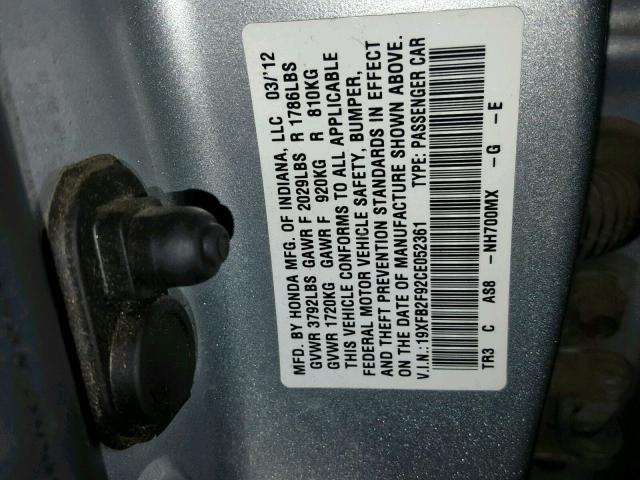 MFD. BY HONDA MFG. OF INDIANA, LLC 03/'12
GVWR 3792LBS GAWR F 2029LBS R 1786LBS
GVWR 1720KG GAWR F 920KG R 810KG
THIS VEHICLE CONFORMS TO ALL APPLICABLE
FEDERAL MOTOR VEHICLE SAFETY, BUMPER,
AND THEFT PREVENTION STANDARDS IN EFFECT
ON THE DATE OF MANUFACTURE SHOWN ABOVE.
V.I.N.: 19XFB2F92CE052361 TYPE: PASSENGER CAR
TR3 C AS8 -NH700MX -G -E